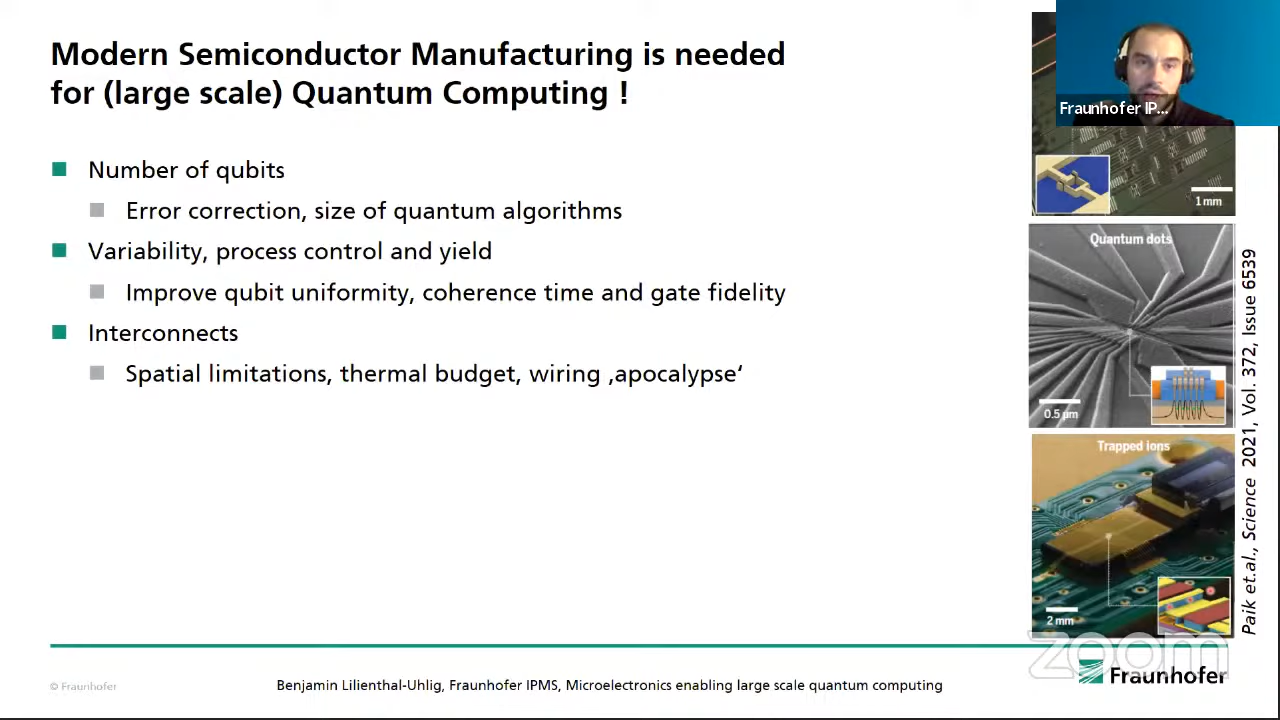 Modern Semiconductor Manufacturing is needed
for (large scale) Quantum Computing !
Number of qubits
Error correction, size of quantum algorithms
Variability, process control and yield
Improve qubit uniformity, coherence time and gate fidelity
Interconnects
Spatial limitations, thermal budget, wiring ‚apocalypse‘
Fraunhofer IP...
1 mm
Quantum dots
0.5 µm
Trapped ions
2 mm
Paik et.al., Science 2021, Vol. 372, Issue 6539
zoom
© Fraunhofer
Benjamin Lilienthal-Uhlig, Fraunhofer IPMS, Microelectronics enabling large scale quantum computing
Fraunhofer